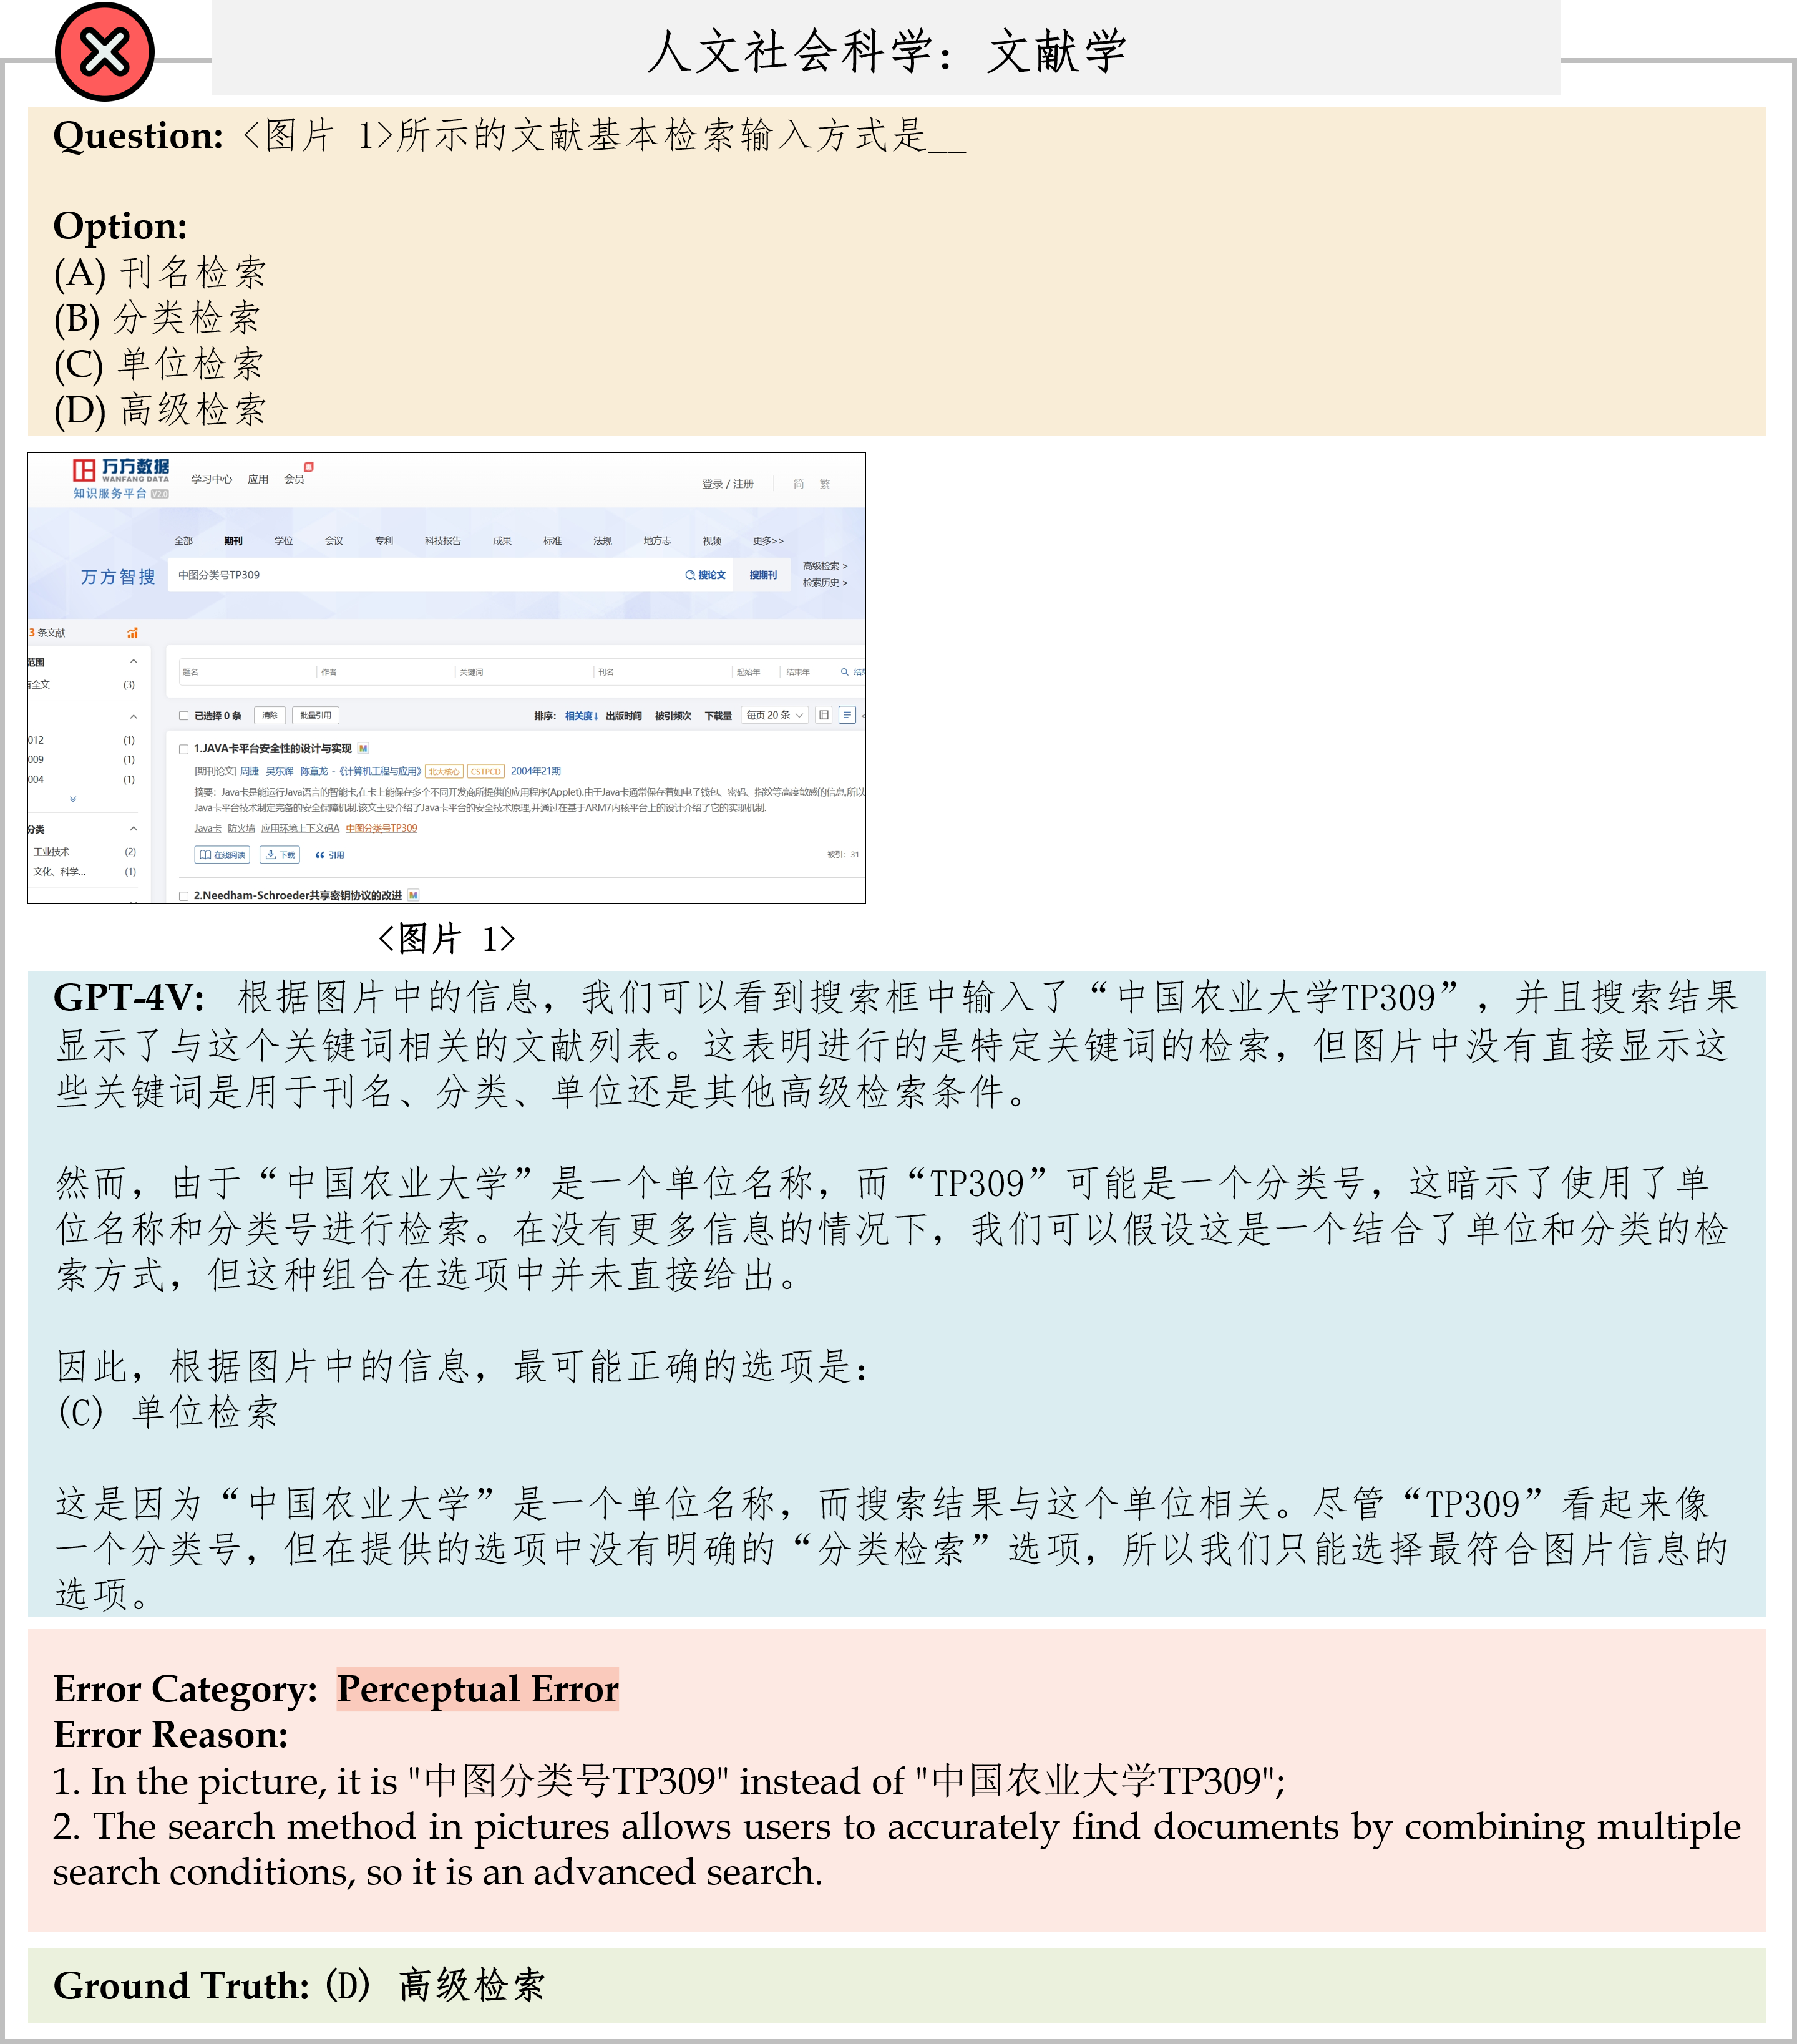 人文社会科学：文献学
Question: <图片 1>所示的文献基本检索输入方式是__
Option:
(A) 刊名检索
(B) 分类检索
(C) 单位检索
(D) 高级检索
万方数据
WANFANG DATA
知识服务平台 V2.0
学习中心 应用 会员
登录 / 注册 简 繁
全部 期刊 学位 会议 专利 科技报告 成果 标准 法规 地方志 视频 更多>>
万方智搜 中图分类号TP309 搜论文 搜期刊
高级检索 >
检索历史 >
3 条文献
范围
有全文 (3)
题名 作者 关键词 刊名 起始年 结束年
已选择 0 条 清除 批量引用 排序： 相关度↓ 出版时间 被引频次 下载量 每页 20 条
012 (1)
009 (1)
004 (1)
分类
工业技术 (2)
文化、科学... (1)
1.JAVA卡平台安全性的设计与实现 M
[期刊论文] 周捷 吴东辉 陈章龙 - 《计算机工程与应用》 北大核心 CSTPCD 2004年21期
摘要： Java卡是能运行Java语言的智能卡,在卡上能保存多个不同开发商所提供的应用程序(Applet).由于Java卡通常保存着如电子钱包、密码、指纹等高度敏感的信息,所以
Java卡平台技术制定完备的安全保障机制.该文主要介绍了Java卡平台的安全技术原理,并通过在基于ARM7内核平台上的设计介绍了它的实现机制.
Java卡 防火墙 应用环境上下文码A 中图分类号TP309
在线阅读 下载 引用 被引：31
2.Needham-Schroeder共享密钥协议的改进 M
<图片 1>
GPT-4V: 根据图片中的信息，我们可以看到搜索框中输入了“中国农业大学TP309”，并且搜索结果
显示了与这个关键词相关的文献列表。这表明进行的是特定关键词的检索，但图片中没有直接显示这
些关键词是用于刊名、分类、单位还是其他高级检索条件。
然而，由于“中国农业大学”是一个单位名称，而“TP309”可能是一个分类号，这暗示了使用了单
位名称和分类号进行检索。在没有更多信息的情况下，我们可以假设这是一个结合了单位和分类的检
索方式，但这种组合在选项中并未直接给出。
因此，根据图片中的信息，最可能正确的选项是：
(C) 单位检索
这是因为“中国农业大学”是一个单位名称，而搜索结果与这个单位相关。尽管“TP309”看起来像
一个分类号，但在提供的选项中没有明确的“分类检索”选项，所以我们只能选择最符合图片信息的
选项。
Error Category: Perceptual Error
Error Reason:
1. In the picture, it is "中图分类号TP309" instead of "中国农业大学TP309";
2. The search method in pictures allows users to accurately find documents by combining multiple
search conditions, so it is an advanced search.
Ground Truth: (D) 高级检索